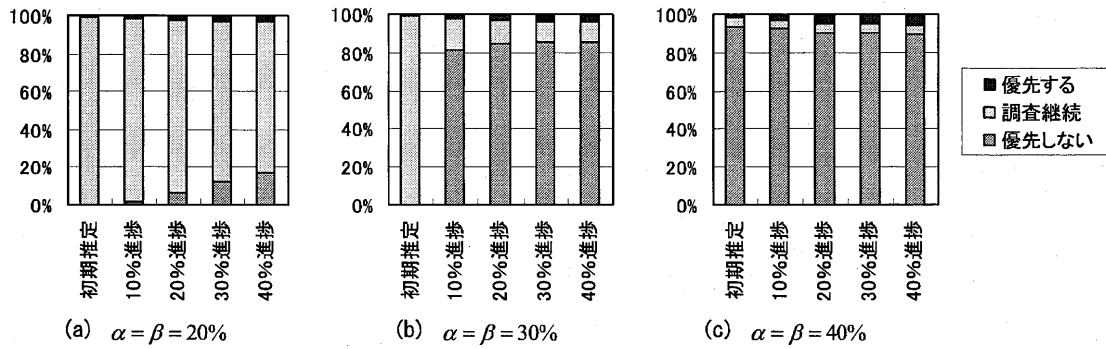 100%
80%
60%
40%
20%
0%
初期推定
10%進捗
20%進捗
30%進捗
40%進捗
(a) α=β=20%
100%
80%
60%
40%
20%
0%
初期推定
10%進捗
20%進捗
30%進捗
40%進捗
(b) α=β=30%
100%
80%
60%
40%
20%
0%
初期推定
10%進捗
20%進捗
30%進捗
40%進捗
(c) α=β=40%
優先する
調査継続
優先しない